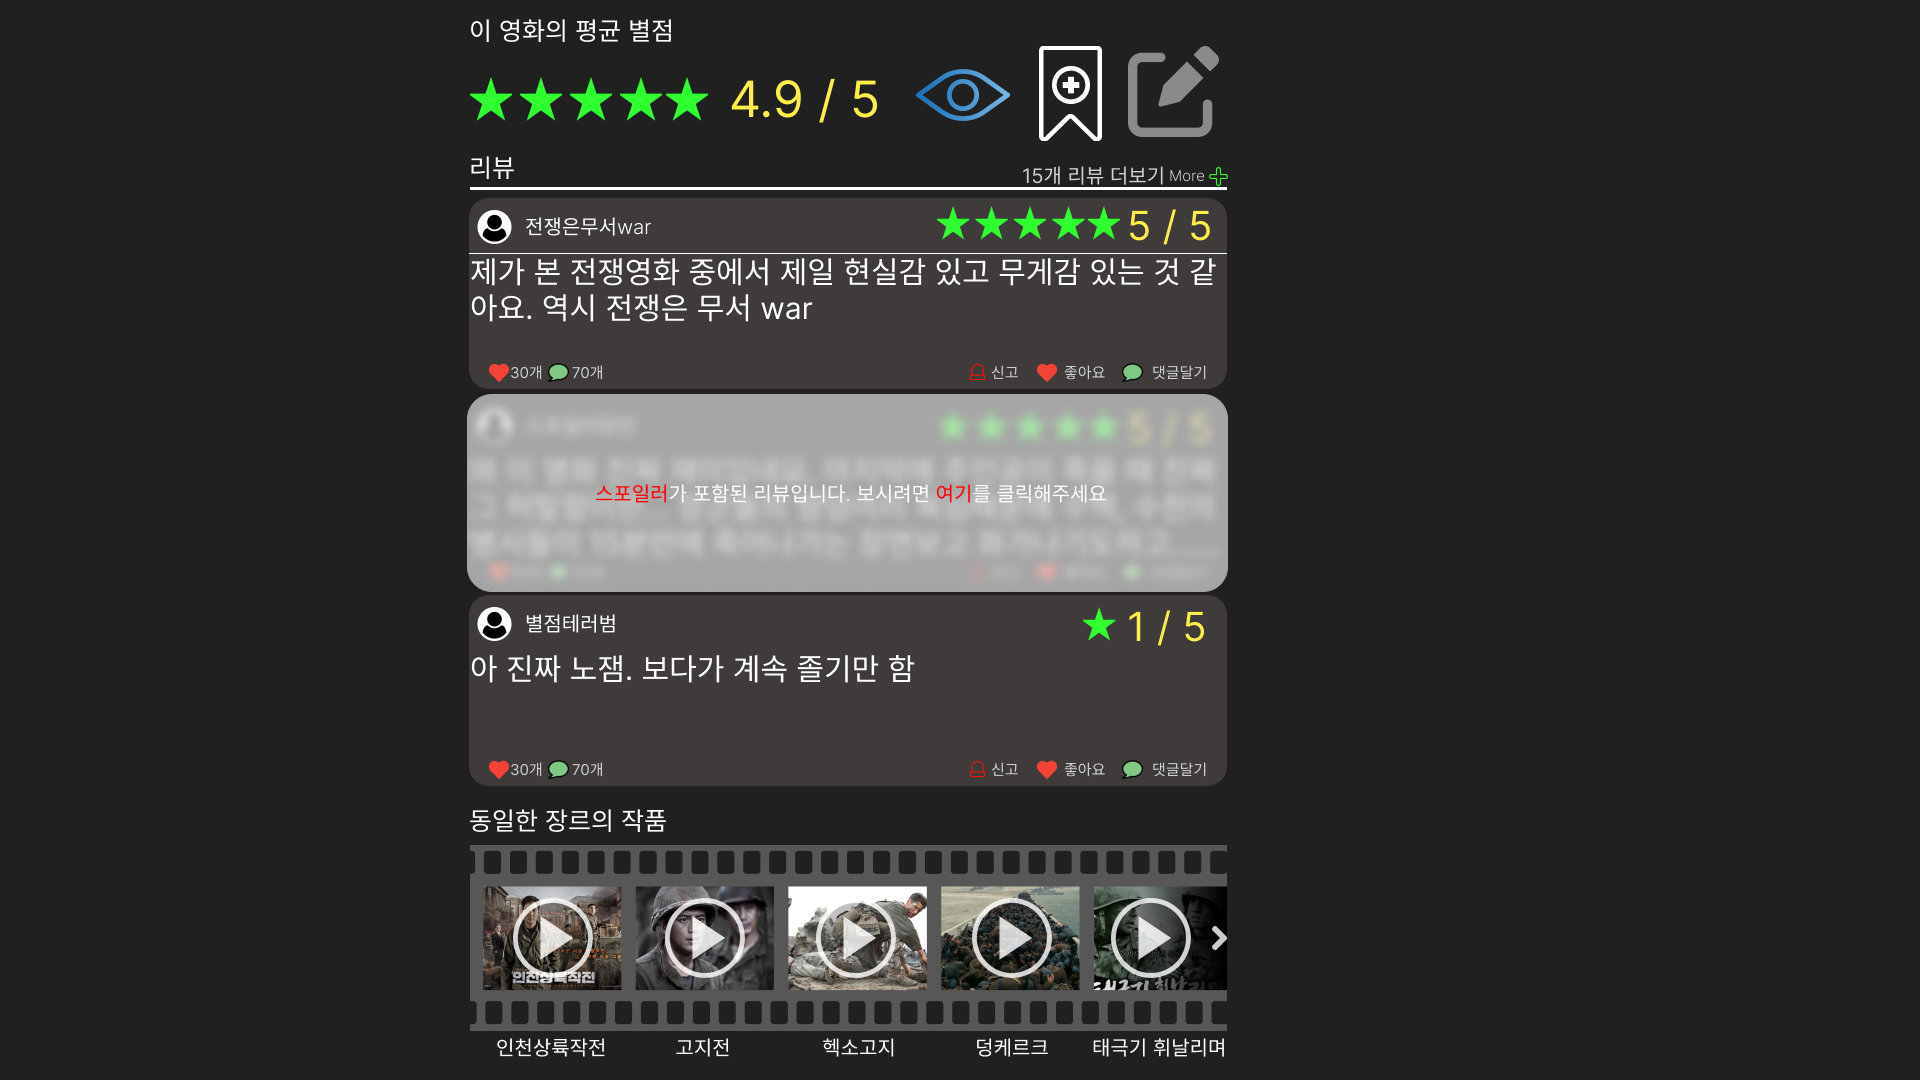 이 영화의 평균 별점
4.9 / 5
리뷰
15개 리뷰 더보기 More
전쟁은무서war
5 / 5
제가 본 전쟁영화 중에서 제일 현실감 있고 무게감 있는 것 같
아요. 역시 전쟁은 무서 war
30개 70개 신고 좋아요 댓글달기
5 / 5
스포일러가 포함된 리뷰입니다. 보시려면 여기를 클릭해주세요
별점테러범
1 / 5
아 진짜 노잼. 보다가 계속 졸기만 함
30개 70개 신고 좋아요 댓글달기
동일한 장르의 작품
인천상륙작전
태극기 휘날리며
인천상륙작전 고지전 헥소고지 덩케르크 태극기 휘날리며